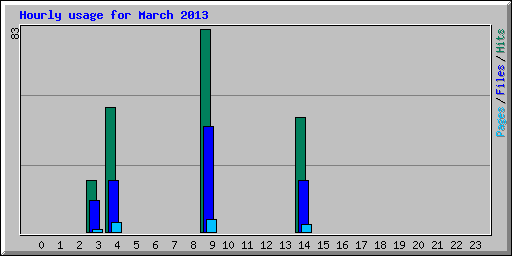 Hourly usage for March 2013
83
Pages/Files/Hits
0 1 2 3 4 5 6 7 8 9 10 11 12 13 14 15 16 17 18 19 20 21 22 23